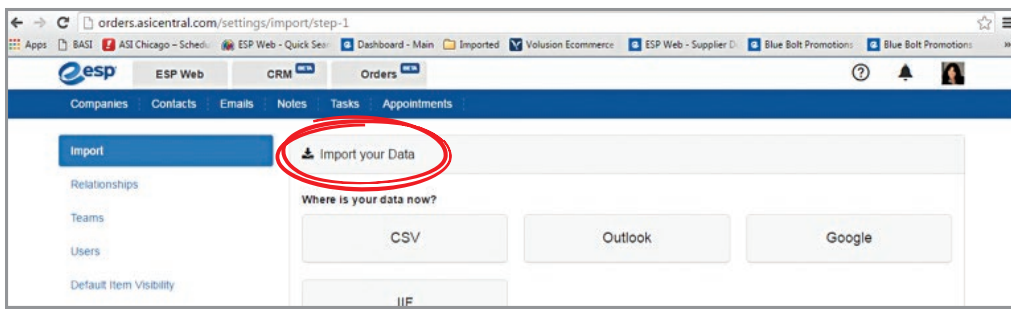 orders.asicentral.com/settings/import/step-1
Apps BASI ASI Chicago – Schedu ESP Web - Quick Sear Dashboard - Main Imported Volusion Ecommerce ESP Web - Supplier D Blue Bolt Promotions Blue Bolt Promotions »
esp ESP Web CRM BETA Orders BETA
Companies Contacts Emails Notes Tasks Appointments
Import
Import your Data
Relationships
Where is your data now?
Teams
CSV Outlook Google
Users
Default Item Visibility
IIF